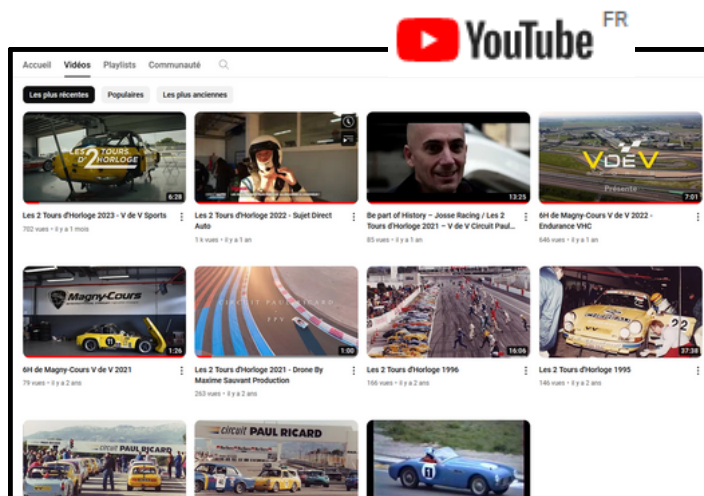 YouTube FR
Accueil Vidéos Playlists Communauté
Les plus récentes Populaires Les plus anciennes
LES 2 TOURS
D'HORLOGE
6:28
13:25
VDEV
Présente
7:01
Les 2 Tours d'Horloge 2023 - V de V Sports
702 vues • il y a 1 mois
Les 2 Tours d'Horloge 2022 - Sujet Direct
Auto
1 k vues • il y a 1 an
Be part of History – Josse Racing / Les 2
Tours d'Horloge 2021 – V de V Circuit Paul...
85 vues • il y a 1 an
6H de Magny-Cours V de V 2022 -
Endurance VHC
646 vues • il y a 1 an
Magny-Cours
11
1:26
CIRCUIT PAUL RICARD
FPV
1:00
16:06
22
37:38
6H de Magny-Cours V de V 2021
79 vues • il y a 2 ans
Les 2 Tours d'Horloge 2021 - Drone By
Maxime Sauvant Production
263 vues • il y a 2 ans
Les 2 Tours d'Horloge 1996
166 vues • il y a 2 ans
Les 2 Tours d'Horloge 1995
146 vues • il y a 2 ans
circuit PAUL
circuit PAUL RICARD